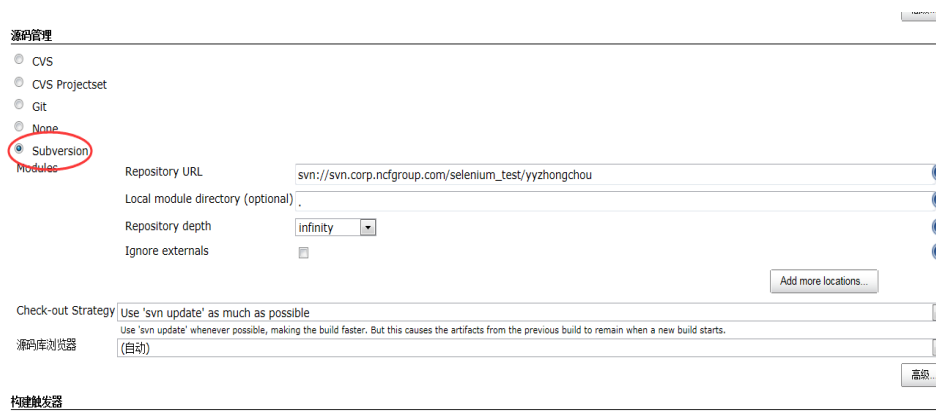 源码管理
CVS
CVS Projectset
Git
None
Subversion
Modules
Repository URL
svn://svn.corp.ncfgroup.com/selenium_test/yyzhongchou
Local module directory (optional)
.
Repository depth
infinity
Ignore externals
Add more locations...
Check-out Strategy
Use 'svn update' as much as possible
Use 'svn update' whenever possible, making the build faster. But this causes the artifacts from the previous build to remain when a new build starts.
源码库浏览器
(自动)
高级...
构建触发器